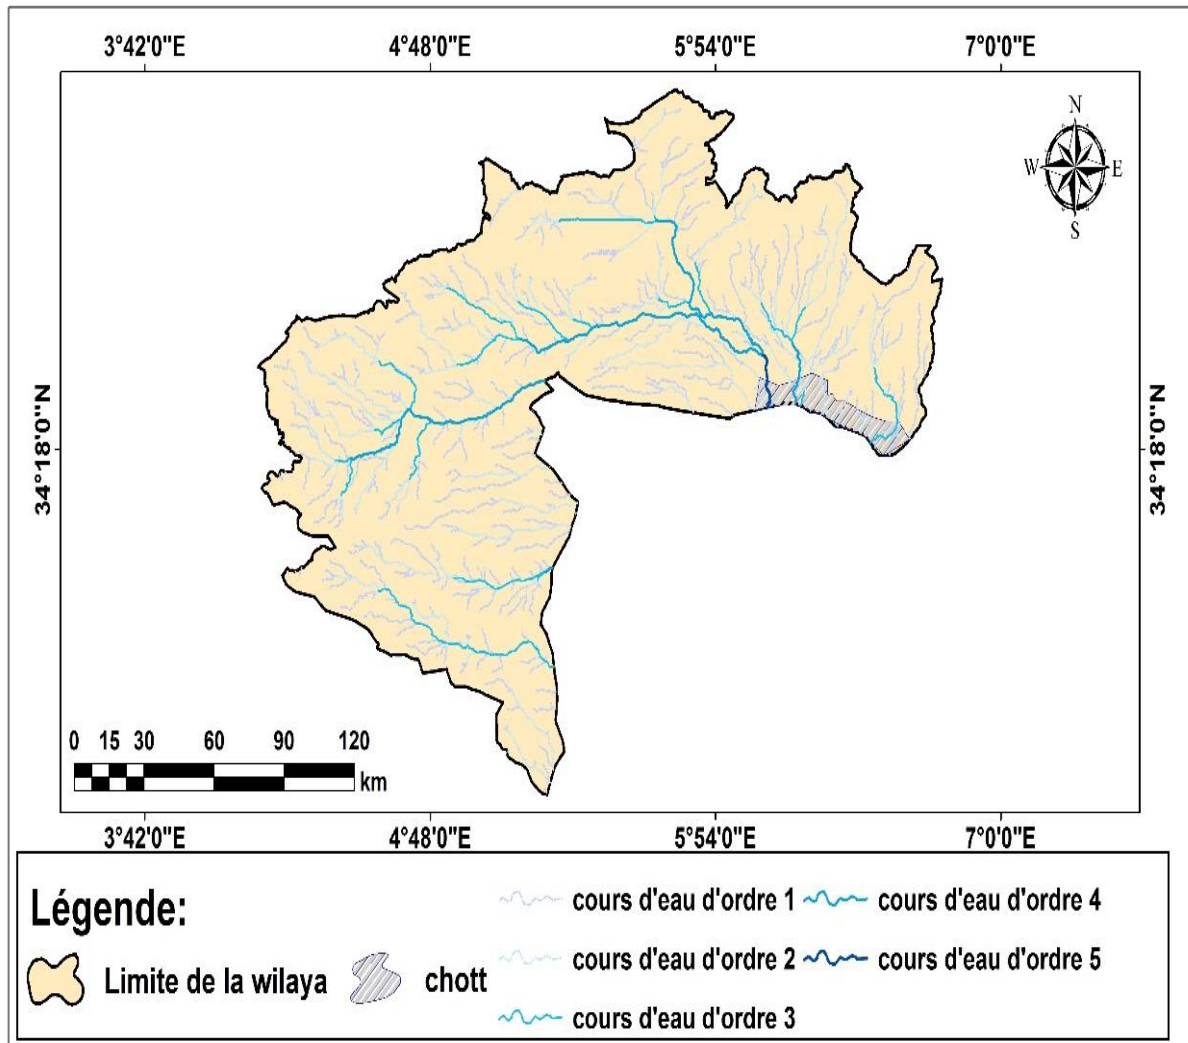 3°42'0"E 4°48'0"E 5°54'0"E 7°0'0"E
N
W E
S
34°18'0"N 34°18'0"N
0 15 30 60 90 120
km
3°42'0"E 4°48'0"E 5°54'0"E 7°0'0"E
Légende:
Limite de la wilaya
chott
cours d'eau d'ordre 1
cours d'eau d'ordre 2
cours d'eau d'ordre 3
cours d'eau d'ordre 4
cours d'eau d'ordre 5